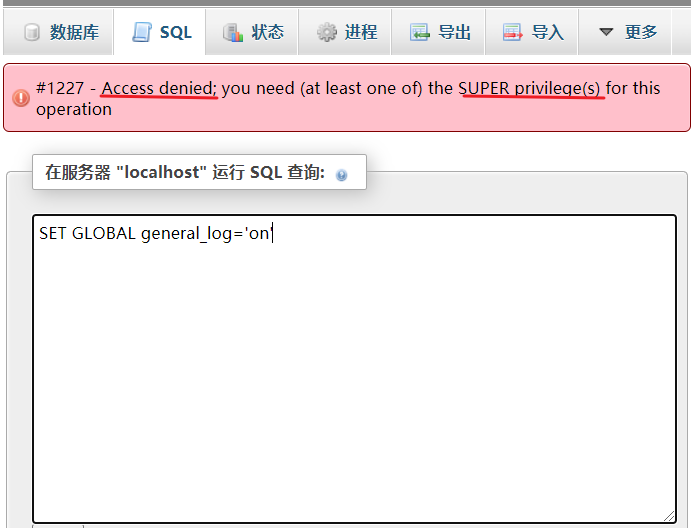 数据库 SQL 状态 进程 导出 导入 更多
#1227 - Access denied; you need (at least one of) the SUPER privilege(s) for this
operation
在服务器 "localhost" 运行 SQL 查询:
SET GLOBAL general_log='on'